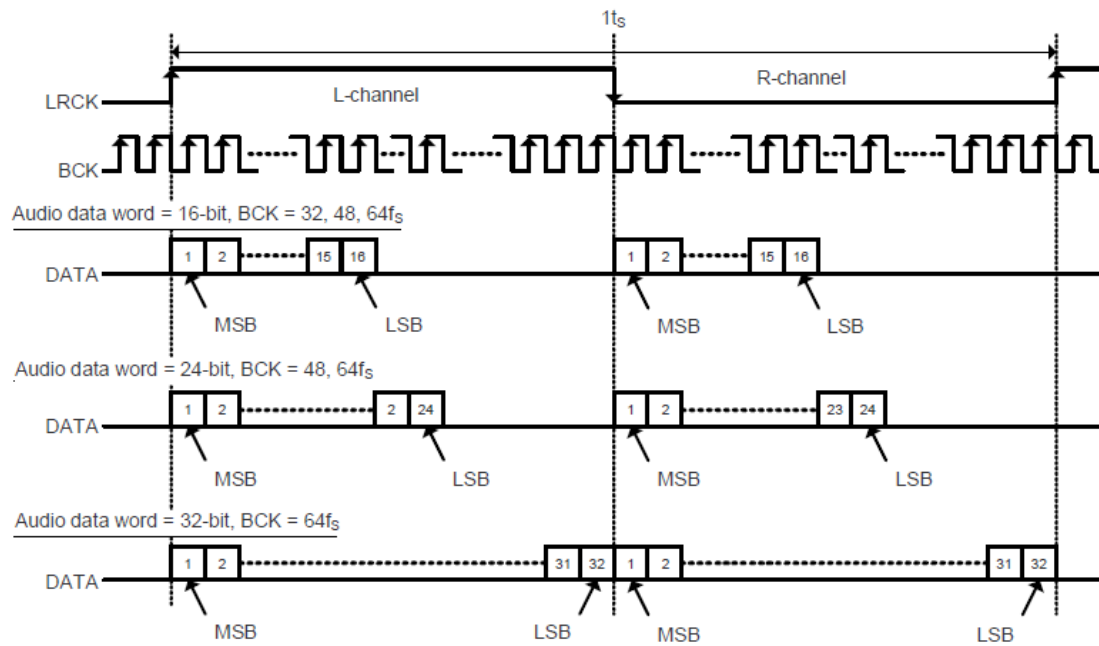 1tS
L-channel R-channel
LRCK
BCK
Audio data word = 16-bit, BCK = 32, 48, 64fS
1 2 15 16 1 2 15 16
DATA
MSB LSB MSB LSB
Audio data word = 24-bit, BCK = 48, 64fS
1 2 2 24 1 2 23 24
DATA
MSB LSB MSB LSB
Audio data word = 32-bit, BCK = 64fS
1 2 31 32 1 2 31 32
DATA
MSB LSB MSB LSB